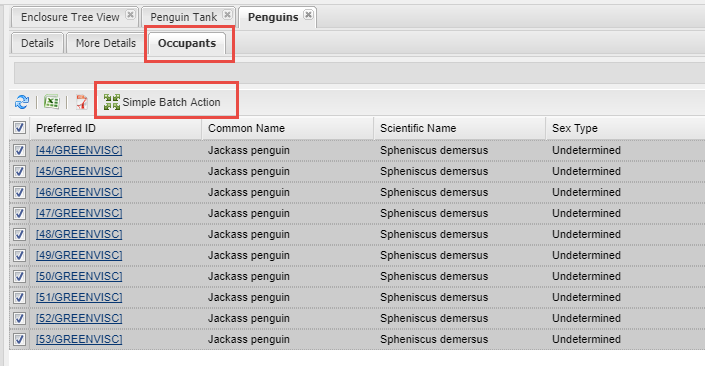 Enclosure Tree View Penguin Tank Penguins
Details More Details Occupants
Simple Batch Action
Preferred ID Common Name Scientific Name Sex Type
[44/GREENVISC] Jackass penguin Spheniscus demersus Undetermined
[45/GREENVISC] Jackass penguin Spheniscus demersus Undetermined
[46/GREENVISC] Jackass penguin Spheniscus demersus Undetermined
[47/GREENVISC] Jackass penguin Spheniscus demersus Undetermined
[48/GREENVISC] Jackass penguin Spheniscus demersus Undetermined
[49/GREENVISC] Jackass penguin Spheniscus demersus Undetermined
[50/GREENVISC] Jackass penguin Spheniscus demersus Undetermined
[51/GREENVISC] Jackass penguin Spheniscus demersus Undetermined
[52/GREENVISC] Jackass penguin Spheniscus demersus Undetermined
[53/GREENVISC] Jackass penguin Spheniscus demersus Undetermined